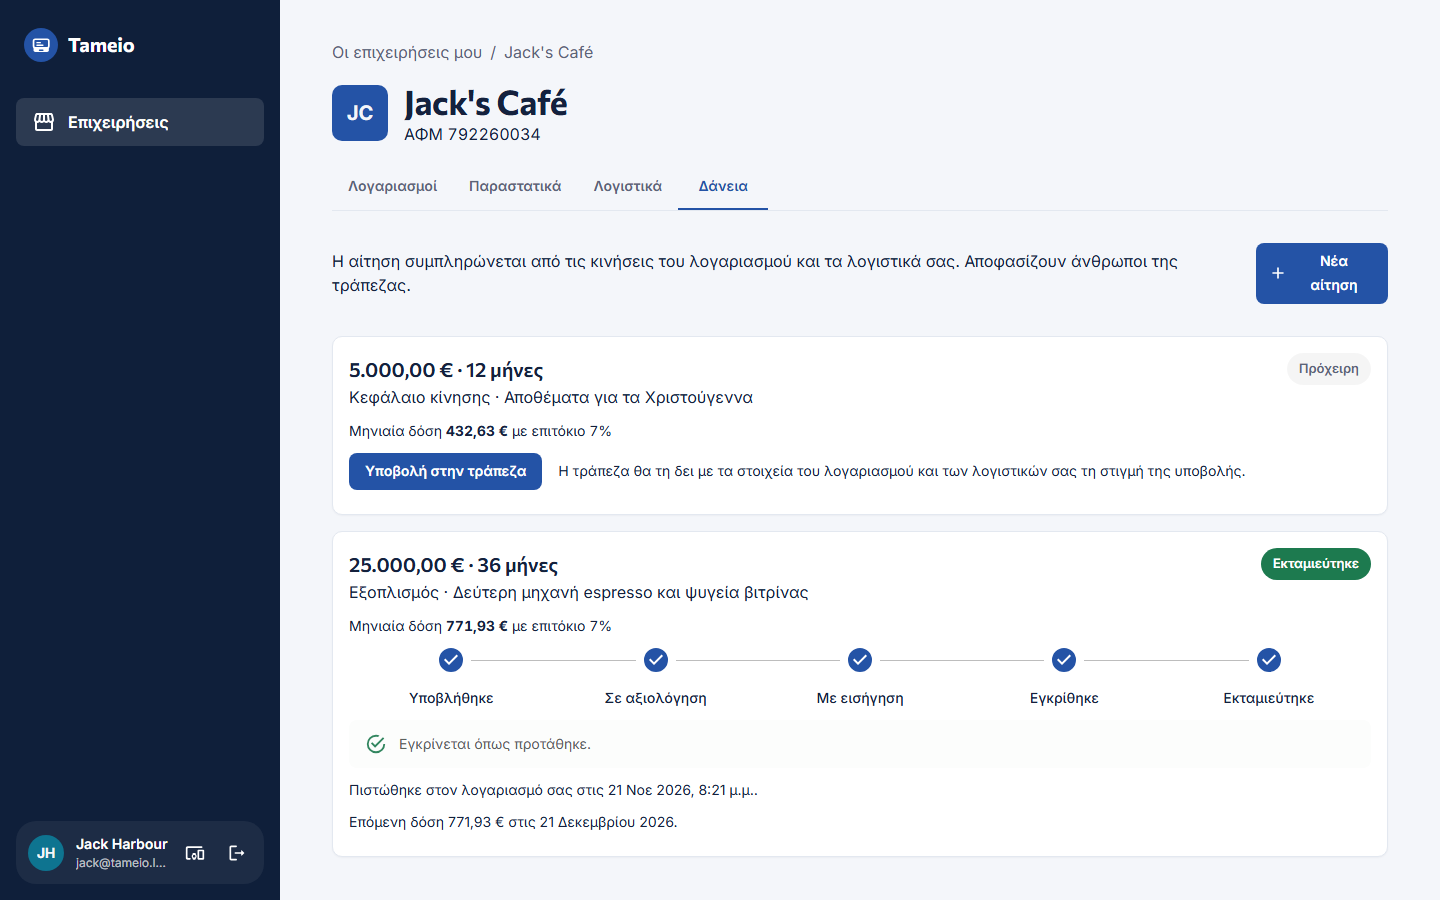 Tameio
Επιχειρήσεις
Οι επιχειρήσεις μου / Jack's Café
JC
Jack's Café
ΑΦΜ 792260034
Λογαριασμοί
Παραστατικά
Λογιστικά
Δάνεια
Η αίτηση συμπληρώνεται από τις κινήσεις του λογαριασμού και τα λογιστικά σας. Αποφασίζουν άνθρωποι της
τράπεζας.
Νέα
αίτηση
5.000,00 € · 12 μήνες
Πρόχειρη
Κεφάλαιο κίνησης · Αποθέματα για τα Χριστούγεννα
Μηνιαία δόση 432,63 € με επιτόκιο 7%
Υποβολή στην τράπεζα
Η τράπεζα θα τη δει με τα στοιχεία του λογαριασμού και των λογιστικών σας τη στιγμή της υποβολής.
25.000,00 € · 36 μήνες
Εκταμιεύτηκε
Εξοπλισμός · Δεύτερη μηχανή espresso και ψυγεία βιτρίνας
Μηνιαία δόση 771,93 € με επιτόκιο 7%
Υποβλήθηκε
Σε αξιολόγηση
Με εισήγηση
Εγκρίθηκε
Εκταμιεύτηκε
Εγκρίνεται όπως προτάθηκε.
Πιστώθηκε στον λογαριασμό σας στις 21 Νοε 2026, 8:21 μ.μ..
Επόμενη δόση 771,93 € στις 21 Δεκεμβρίου 2026.
JH
Jack Harbour
jack@tameio.l...